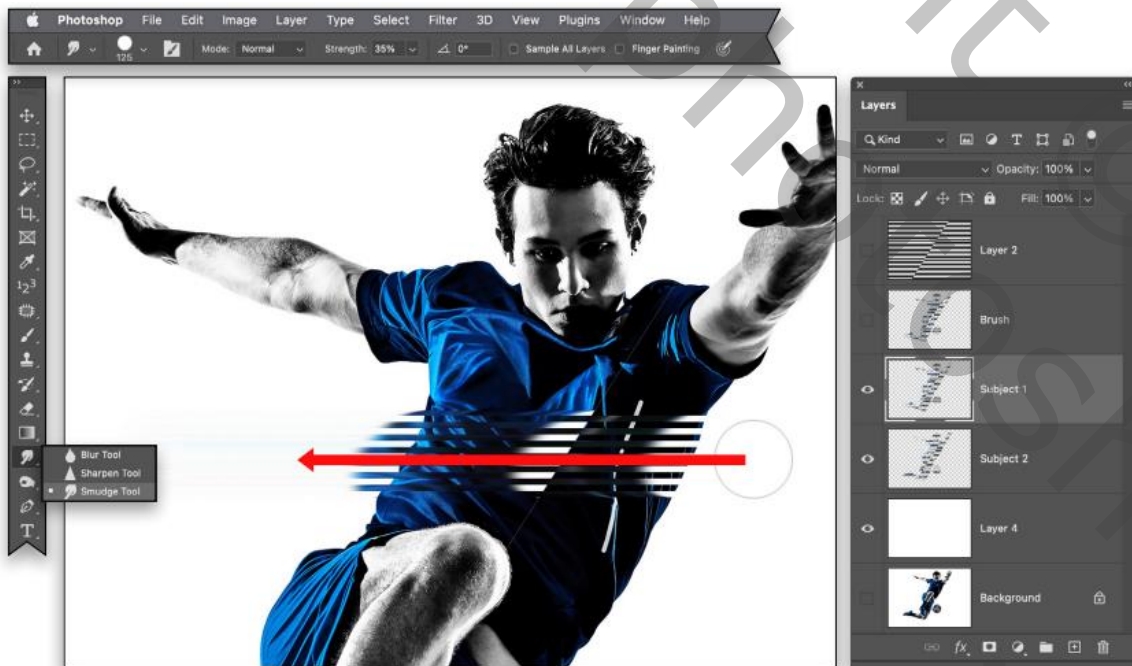 Photoshop File Edit Image Layer Type Select Filter 3D View Plugins Window Help
125 Mode: Normal Strength: 35% 0° Sample All Layers Finger Painting
Layers
Kind
Normal Opacity: 100%
Lock: Fill: 100%
Layer 2
Brush
Subject 1
Subject 2
Layer 4
Background
fx
123
Blur Tool
Sharpen Tool
Smudge Tool
T